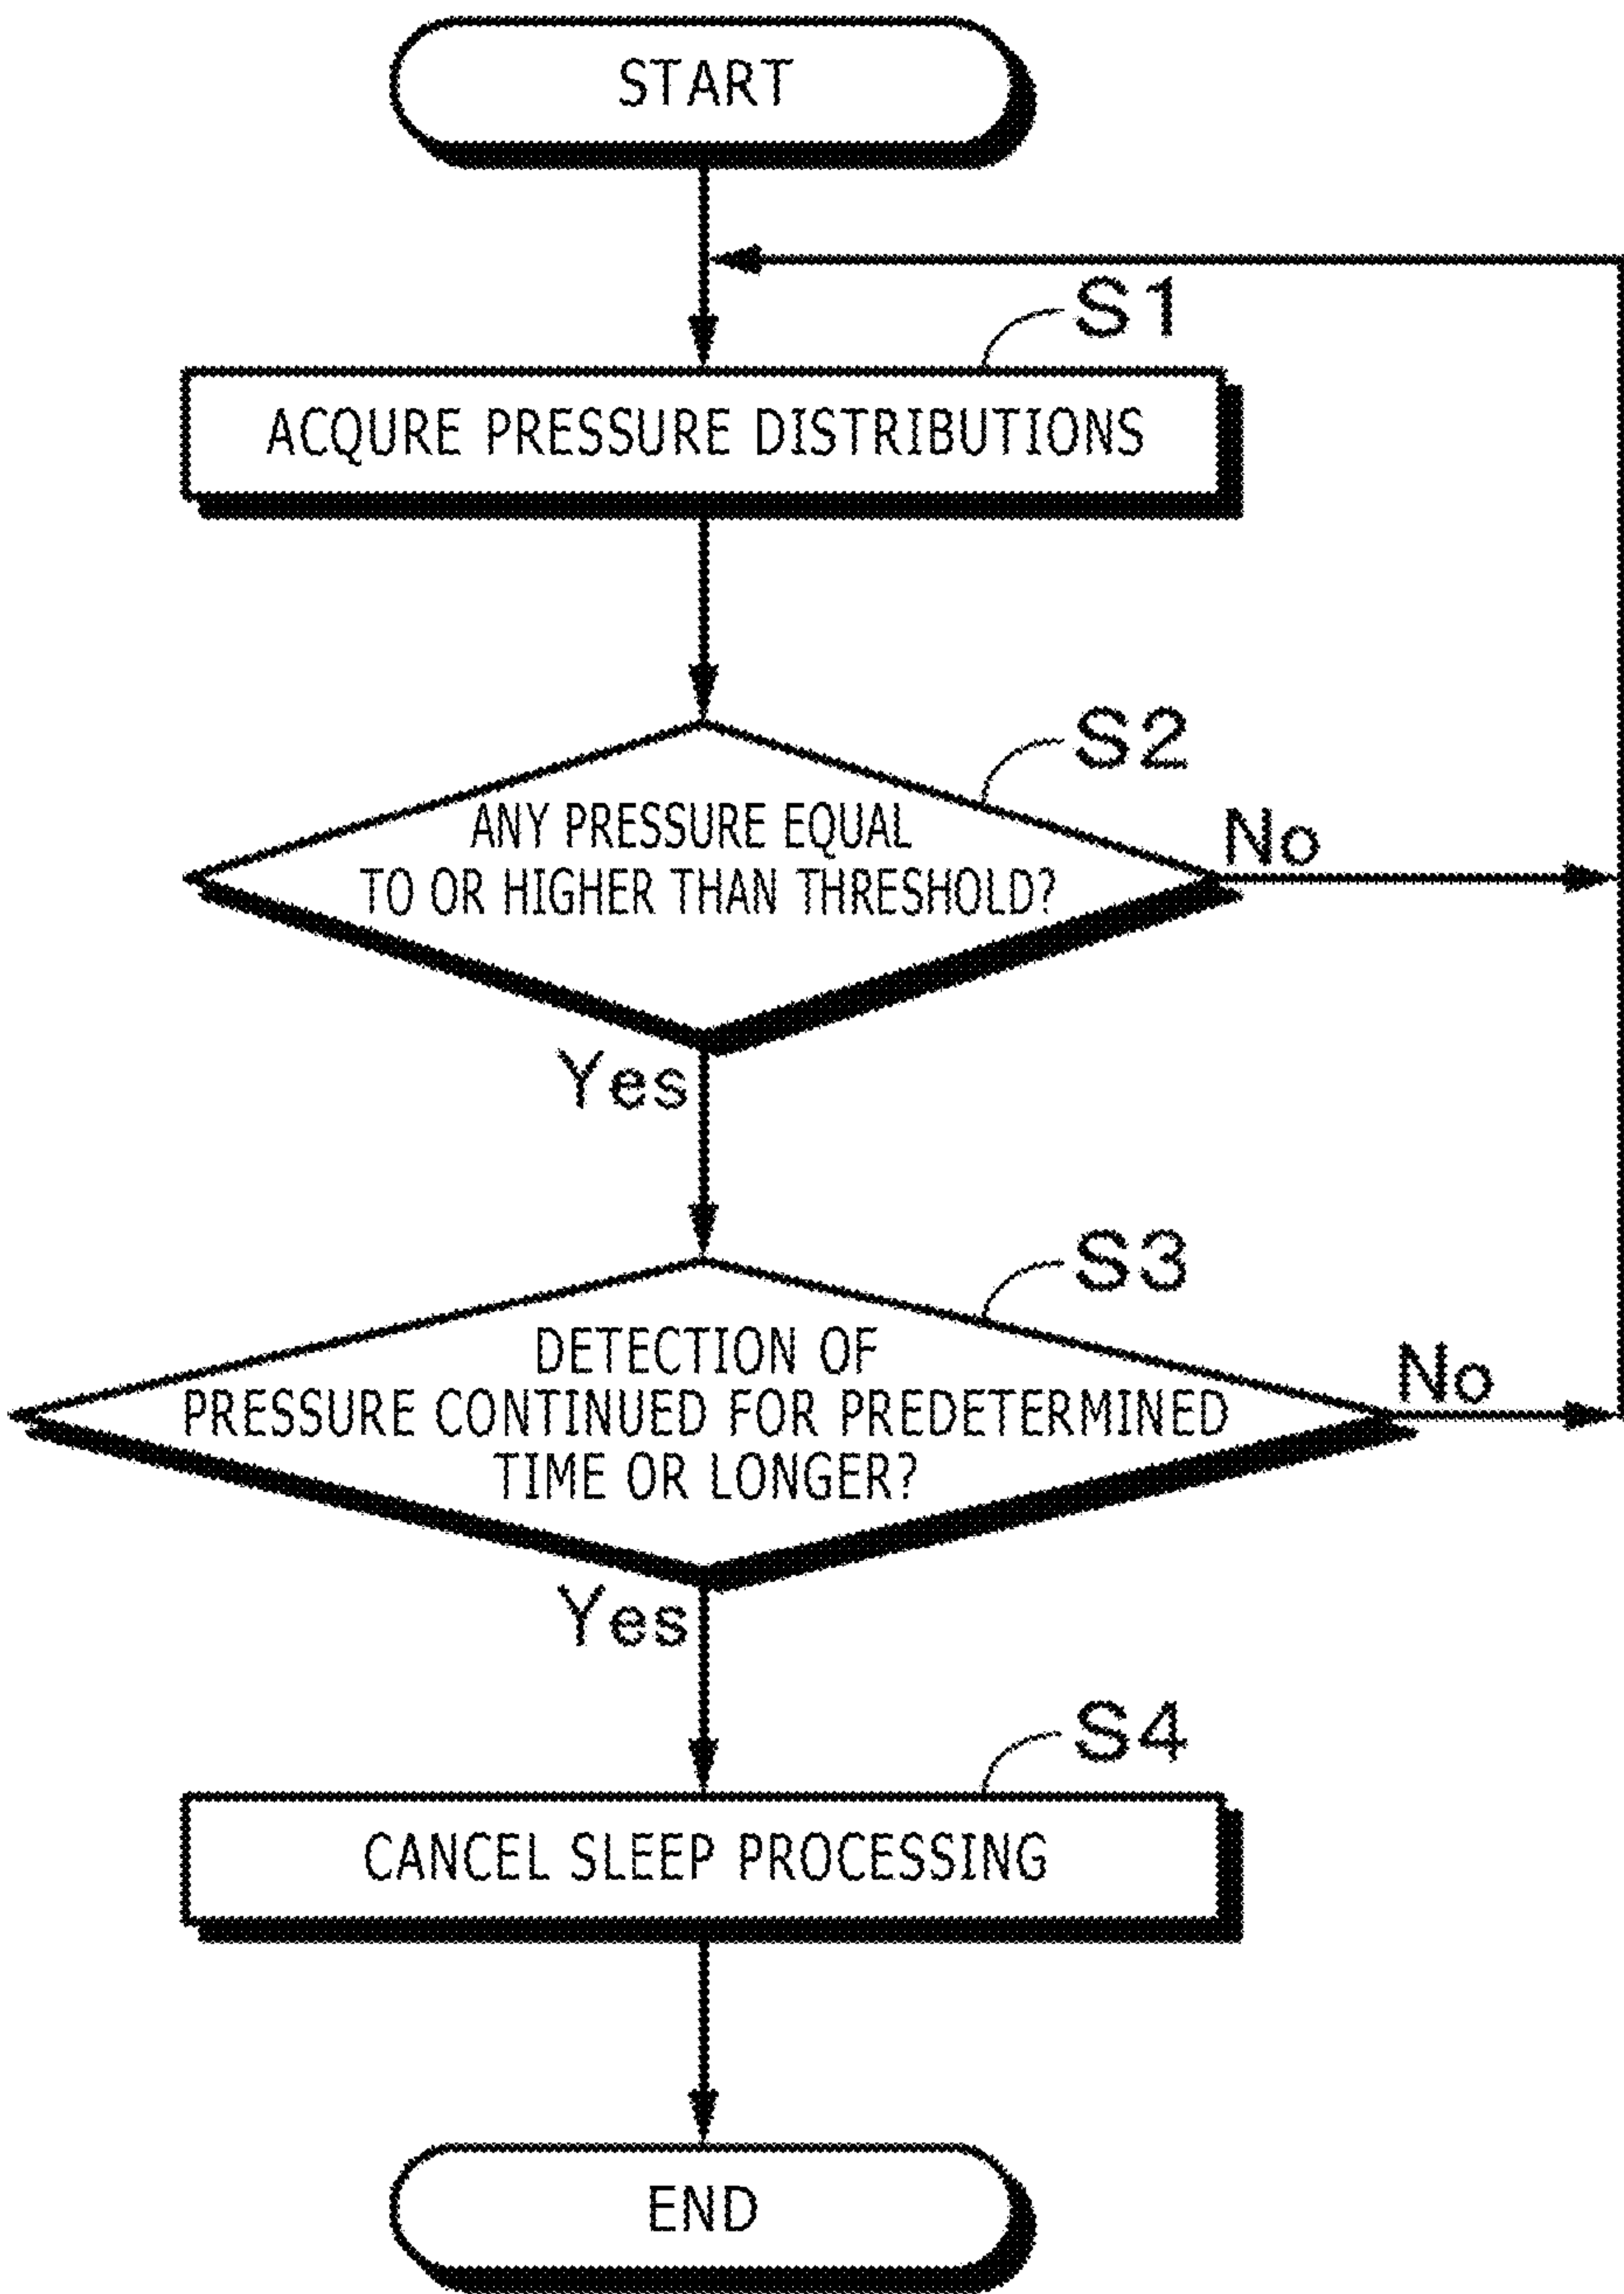 START
S1
ACQURE PRESSURE DISTRIBUTIONS
S2
ANY PRESSURE EQUAL
TO OR HIGHER THAN THRESHOLD?
No
Yes
S3
DETECTION OF
PRESSURE CONTINUED FOR PREDETERMINED
TIME OR LONGER?
No
Yes
S4
CANCEL SLEEP PROCESSING
END